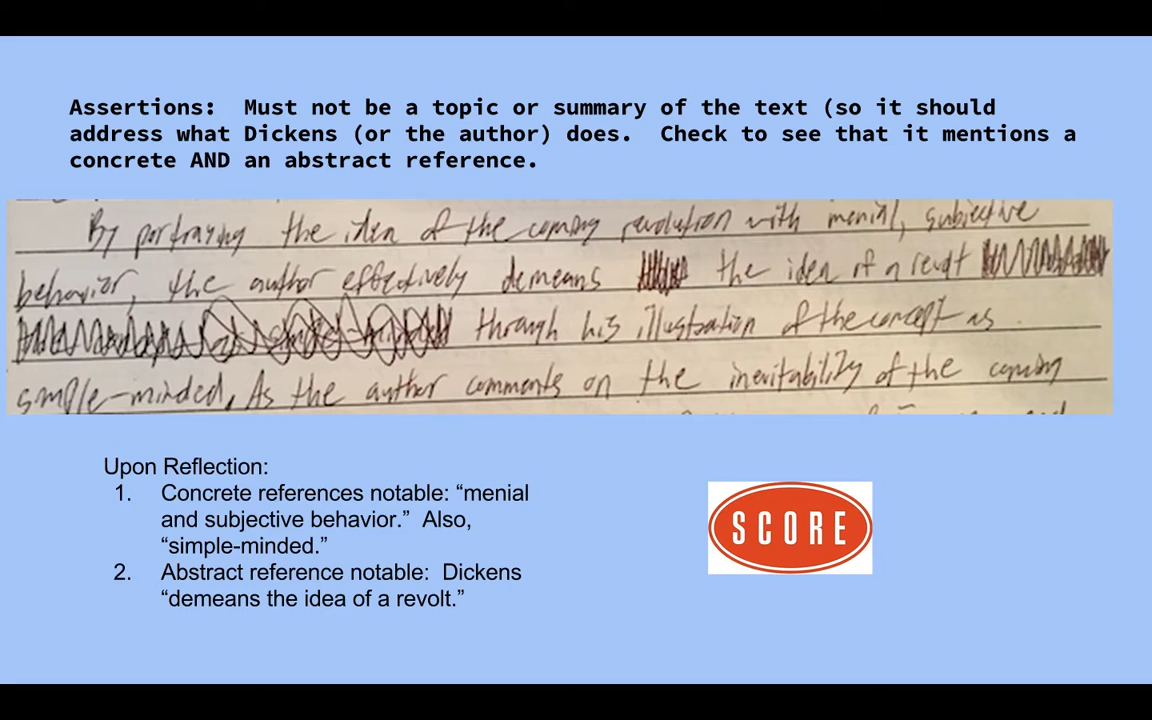 Assertions:  Must not be a topic or summary of the text (so it should
address what Dickens (or the author) does.  Check to see that it mentions a
concrete AND an abstract reference.
By portraying the idea of the coming revolution with menial, subjective
behavior, the author effectively demeans the idea of a revolt
through his illustration of the concept as
simple-minded. As the author comments on the inevitability of the coming
Upon Reflection:
1. Concrete references notable: “menial
and subjective behavior.”  Also,
“simple-minded.”
2. Abstract reference notable:  Dickens
“demeans the idea of a revolt.”
SCORE